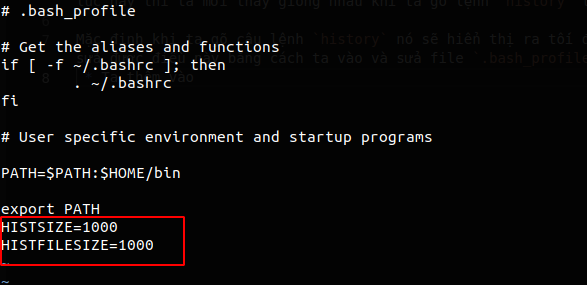 # .bash_profile
# Get the aliases and functions
if [ -f ~/.bashrc ]; then
        . ~/.bashrc
fi
# User specific environment and startup programs
PATH=$PATH:$HOME/bin
export PATH
HISTSIZE=1000
HISTFILESIZE=1000
~
~